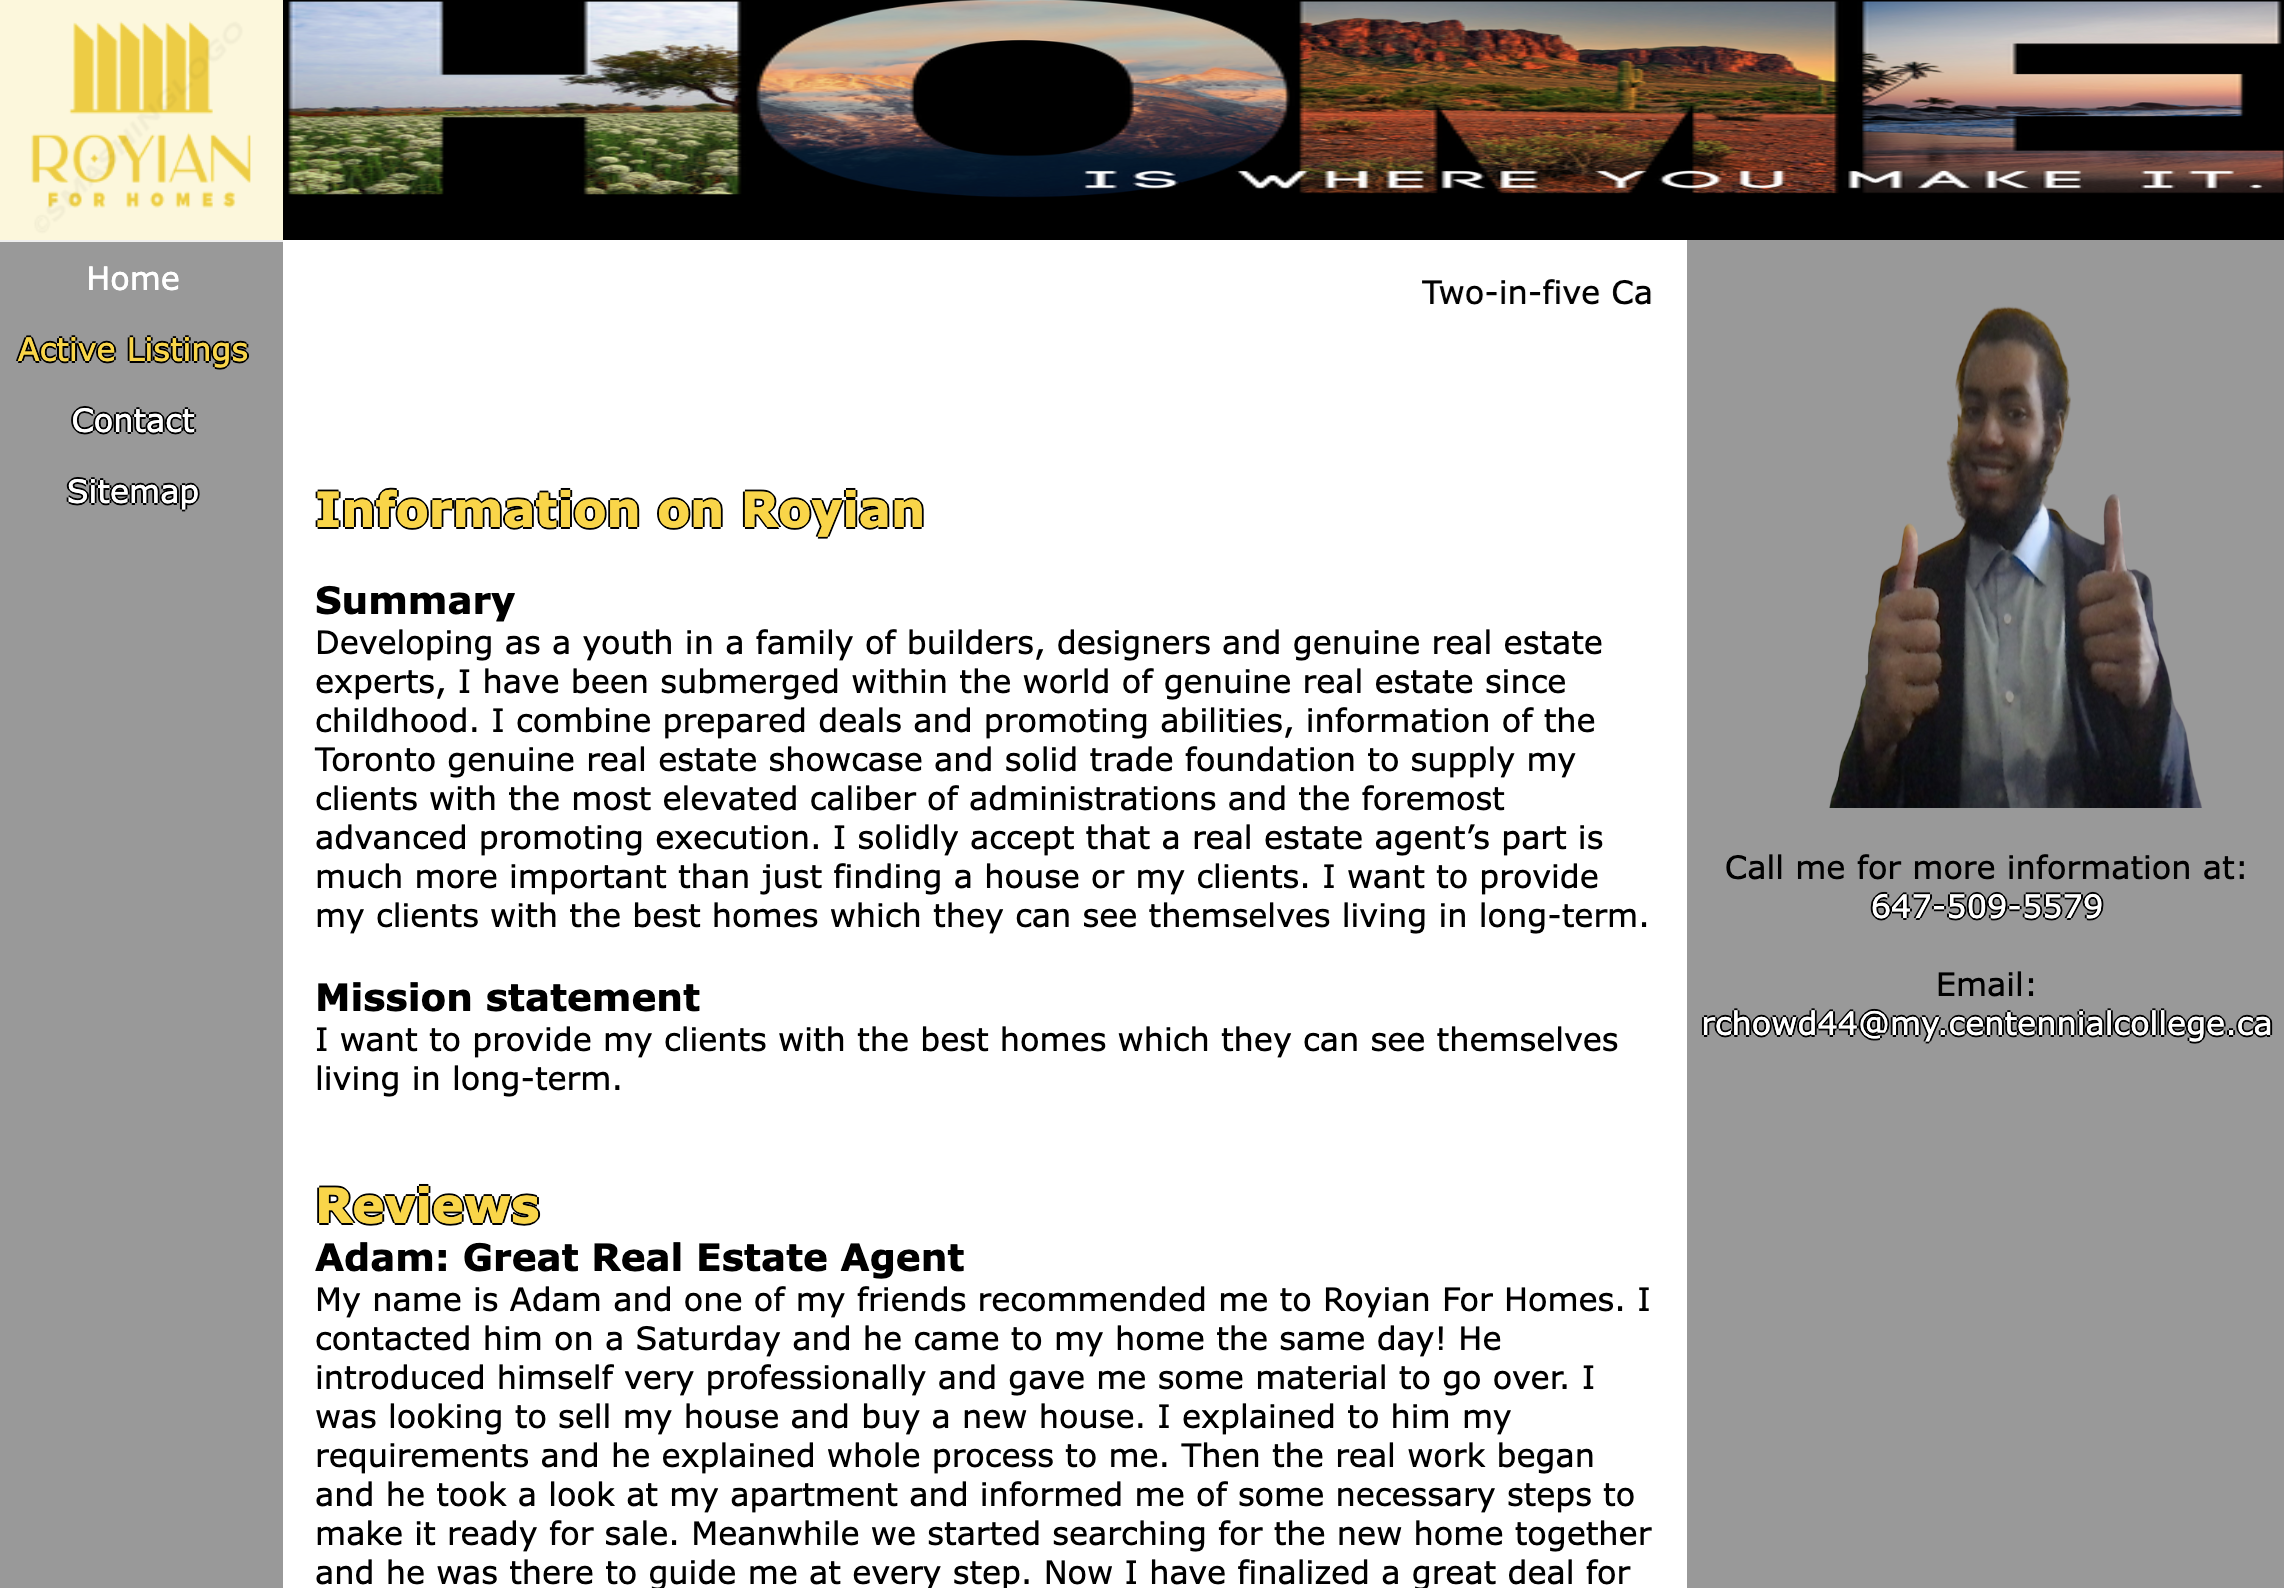 HOME
IS WHERE YOU MAKE IT.
©SMASHINGLOGO
ROYIAN
FOR HOMES
Home
Active Listings
Contact
Sitemap
Two-in-five Ca
Information on Royian
Summary
Developing as a youth in a family of builders, designers and genuine real estate
experts, I have been submerged within the world of genuine real estate since
childhood. I combine prepared deals and promoting abilities, information of the
Toronto genuine real estate showcase and solid trade foundation to supply my
clients with the most elevated caliber of administrations and the foremost
advanced promoting execution. I solidly accept that a real estate agent’s part is
much more important than just finding a house or my clients. I want to provide
my clients with the best homes which they can see themselves living in long-term.
Mission statement
I want to provide my clients with the best homes which they can see themselves
living in long-term.
Reviews
Adam: Great Real Estate Agent
My name is Adam and one of my friends recommended me to Royian For Homes. I
contacted him on a Saturday and he came to my home the same day! He
introduced himself very professionally and gave me some material to go over. I
was looking to sell my house and buy a new house. I explained to him my
requirements and he explained whole process to me. Then the real work began
and he took a look at my apartment and informed me of some necessary steps to
make it ready for sale. Meanwhile we started searching for the new home together
and he was there to guide me at every step. Now I have finalized a great deal for
Call me for more information at:
647-509-5579
Email:
rchowd44@my.centennialcollege.ca